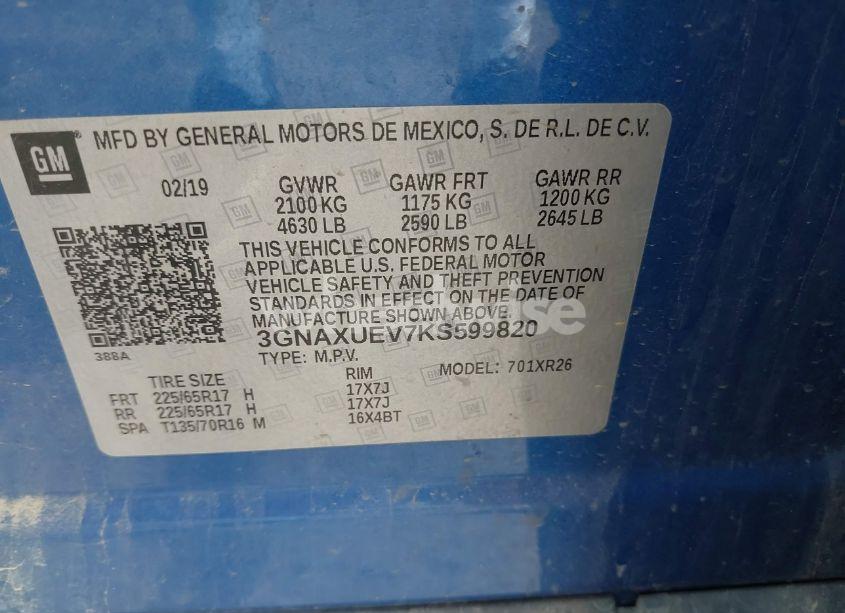 GM
MFD BY GENERAL MOTORS DE MEXICO, S. DE R.L. DE C.V.
02/19 GVWR GAWR FRT GAWR RR
2100 KG 1175 KG 1200 KG
4630 LB 2590 LB 2645 LB
THIS VEHICLE CONFORMS TO ALL
APPLICABLE U.S. FEDERAL MOTOR
VEHICLE SAFETY AND THEFT PREVENTION
STANDARDS IN EFFECT ON THE DATE OF
MANUFACTURE SHOWN ABOVE.
3GNAXUEV7KS599820
388A
TYPE: M.P.V. MODEL: 701XR26
TIRE SIZE RIM
FRT 225/65R17 H 17X7J
RR 225/65R17 H 17X7J
SPA T135/70R16 M 16X4BT